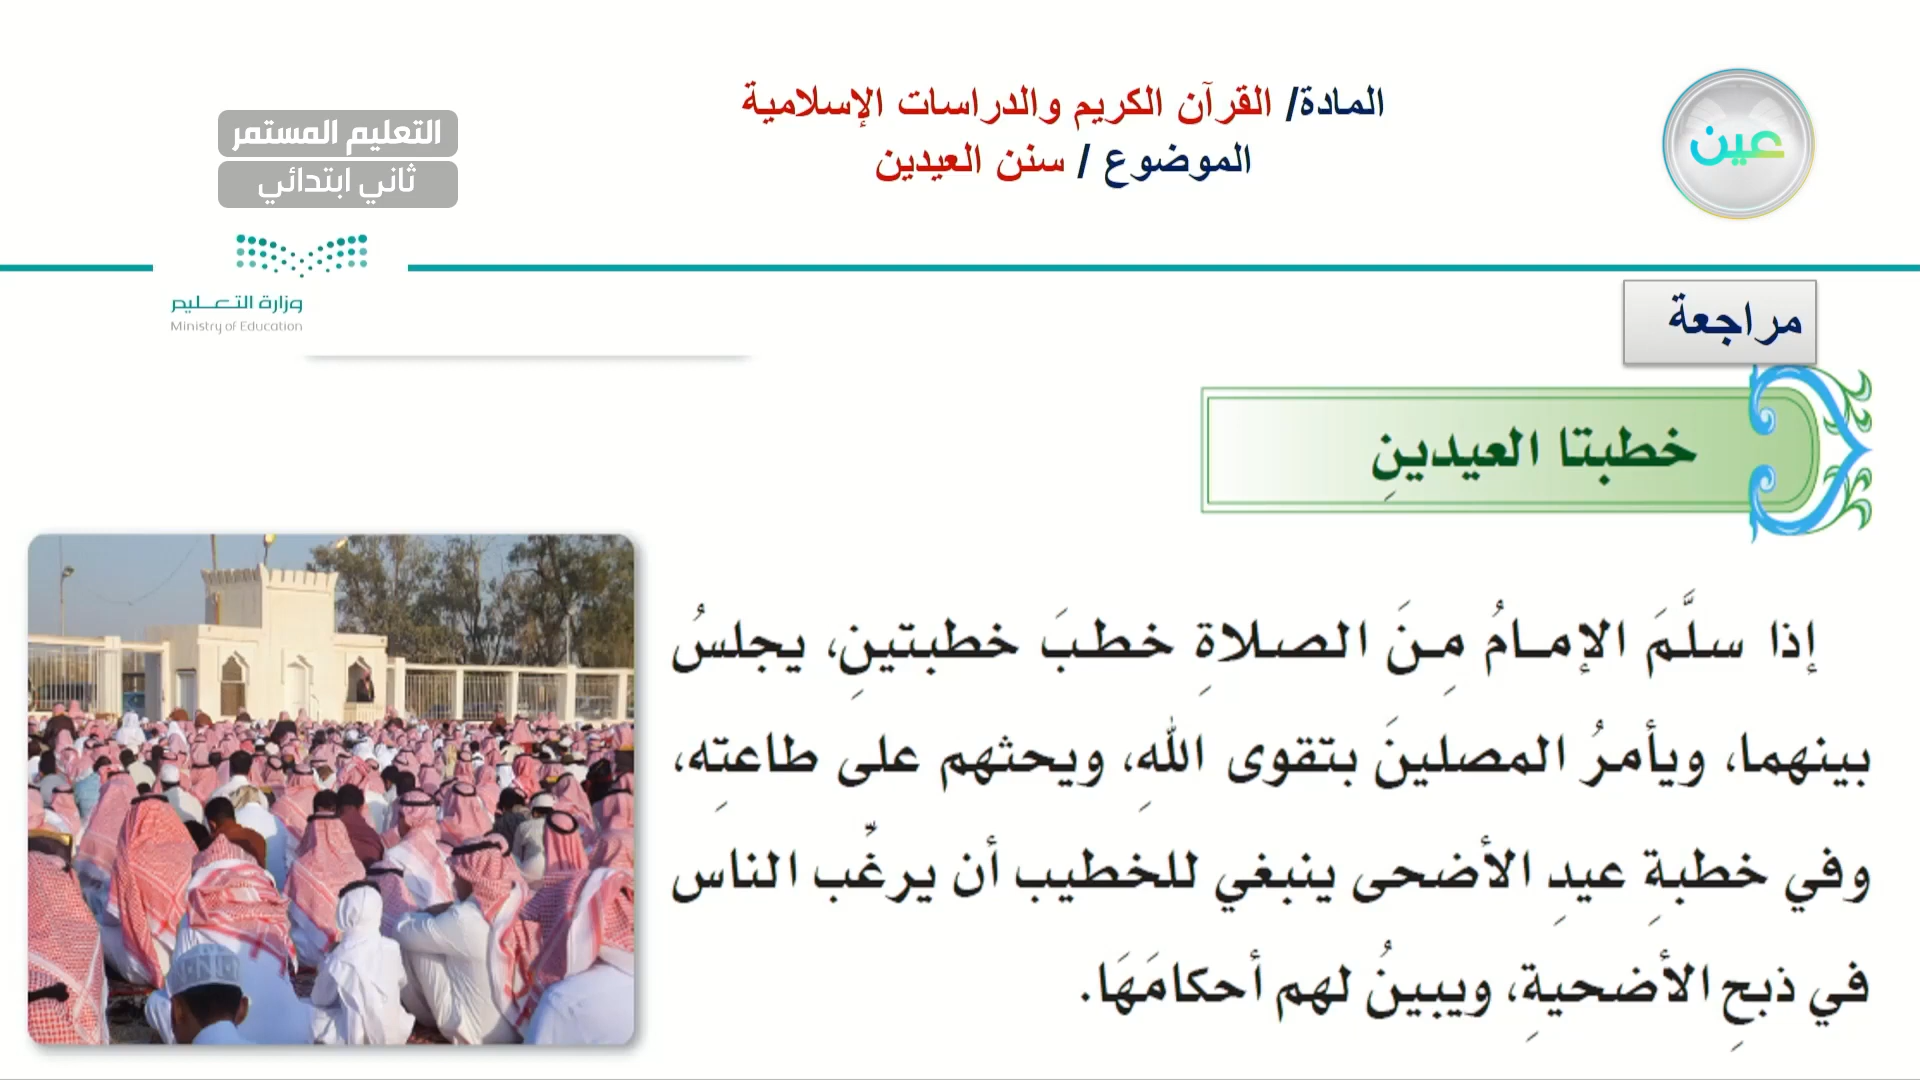 المادة/ القرآن الكريم والدراسات الإسلامية
الموضوع / سنن العيدين
عين
التعليم المستمر
ثاني ابتدائي
وزارة التعـــليم
Ministry of Education
مراجعة
خطبتا العيدينِ
إذا سلَّمَ الإمامُ مِنَ الصلاةِ خطبَ خطبتينِ، يجلسُ
بينهما، ويأمرُ المصلينَ بتقوى اللهِ، ويحثهم على طاعتِه،
وفي خطبةِ عيدِ الأضحى ينبغي للخطيب أن يرغِّب الناس
في ذبحِ الأضحيةِ، ويبينُ لهم أحكامَهَا.